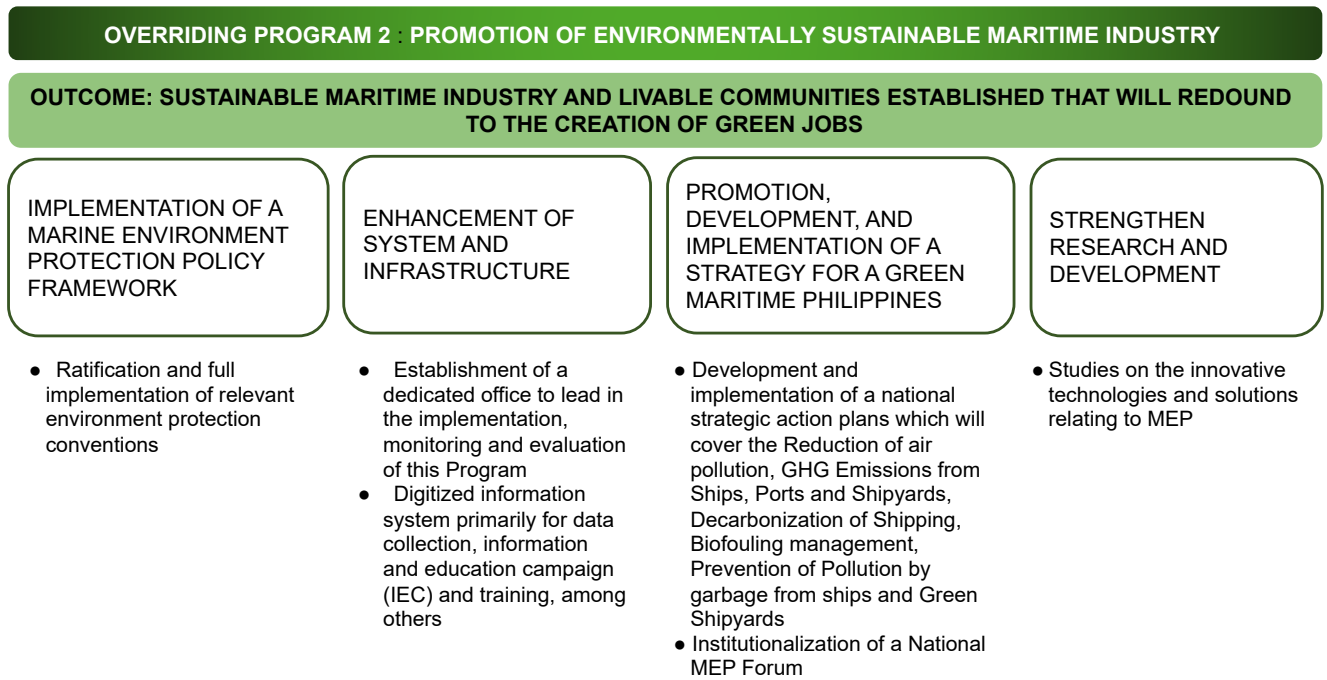 OVERRIDING PROGRAM 2 : PROMOTION OF ENVIRONMENTALLY SUSTAINABLE MARITIME INDUSTRY
OUTCOME: SUSTAINABLE MARITIME INDUSTRY AND LIVABLE COMMUNITIES ESTABLISHED THAT WILL REDOUND
TO THE CREATION OF GREEN JOBS
IMPLEMENTATION OF A
MARINE ENVIRONMENT
PROTECTION POLICY
FRAMEWORK
● Ratification and full
implementation of relevant
environment protection
conventions
ENHANCEMENT OF
SYSTEM AND
INFRASTRUCTURE
● Establishment of a
dedicated office to lead in
the implementation,
monitoring and evaluation
of this Program
● Digitized information
system primarily for data
collection, information
and education campaign
(IEC) and training, among
others
PROMOTION,
DEVELOPMENT, AND
IMPLEMENTATION OF A
STRATEGY FOR A GREEN
MARITIME PHILIPPINES
● Development and
implementation of a national
strategic action plans which will
cover the Reduction of air
pollution, GHG Emissions from
Ships, Ports and Shipyards,
Decarbonization of Shipping,
Biofouling management,
Prevention of Pollution by
garbage from ships and Green
Shipyards
● Institutionalization of a National
MEP Forum
STRENGTHEN
RESEARCH AND
DEVELOPMENT
● Studies on the innovative
technologies and solutions
relating to MEP